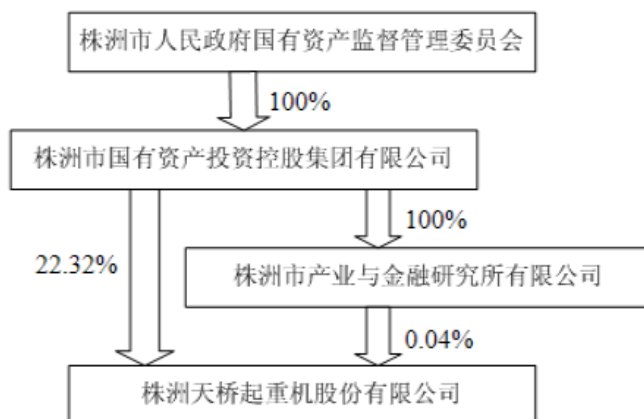 株洲市人民政府国有资产监督管理委员会
100%
株洲市国有资产投资控股集团有限公司
100%
22.32%
株洲市产业与金融研究所有限公司
0.04%
株洲天桥起重机股份有限公司